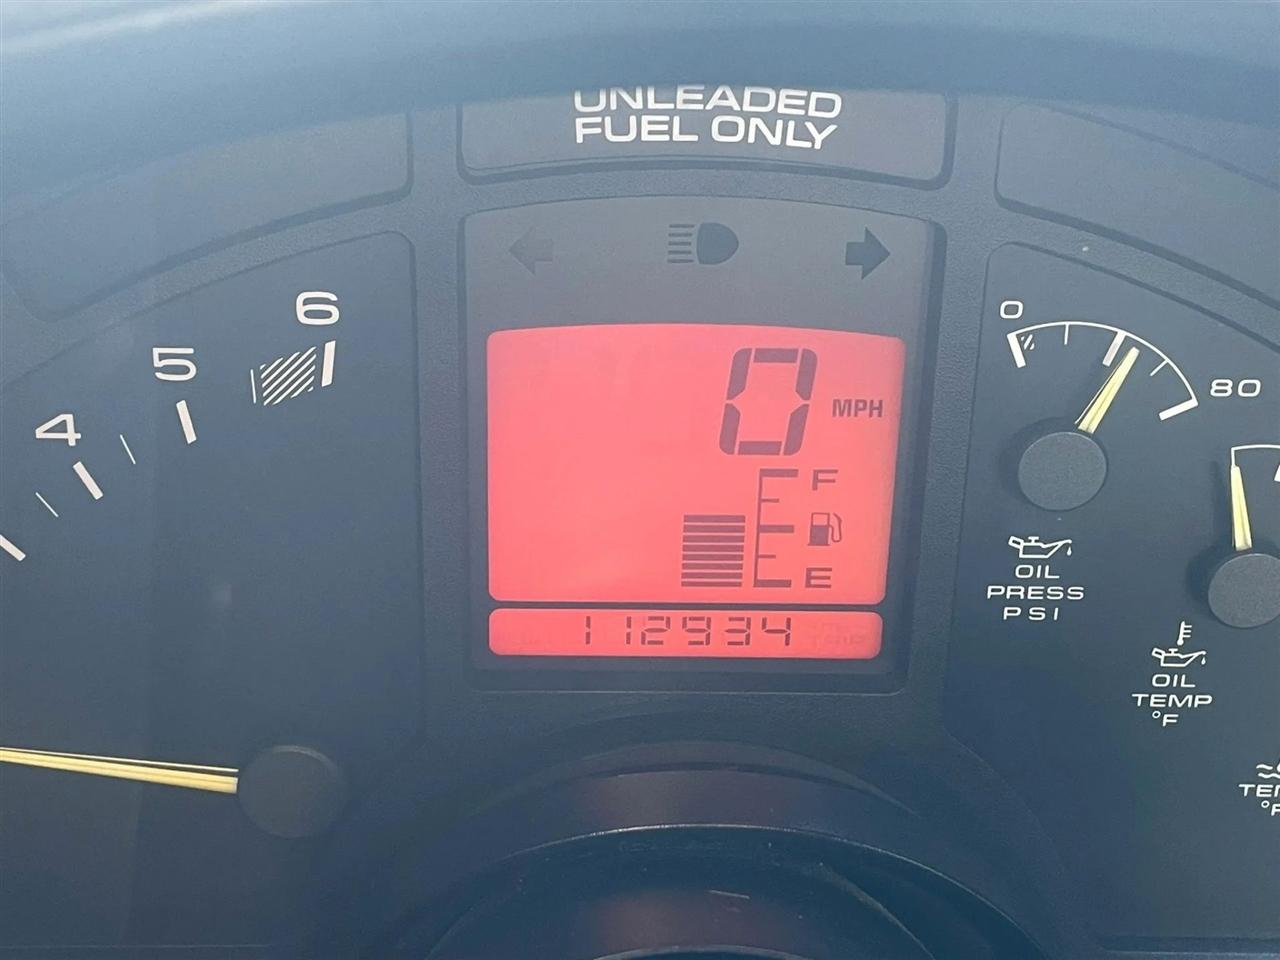 UNLEADED
FUEL ONLY
6
5
4
0 MPH
F
E
112934
0
80
OIL
PRESS
PSI
OIL
TEMP
°F